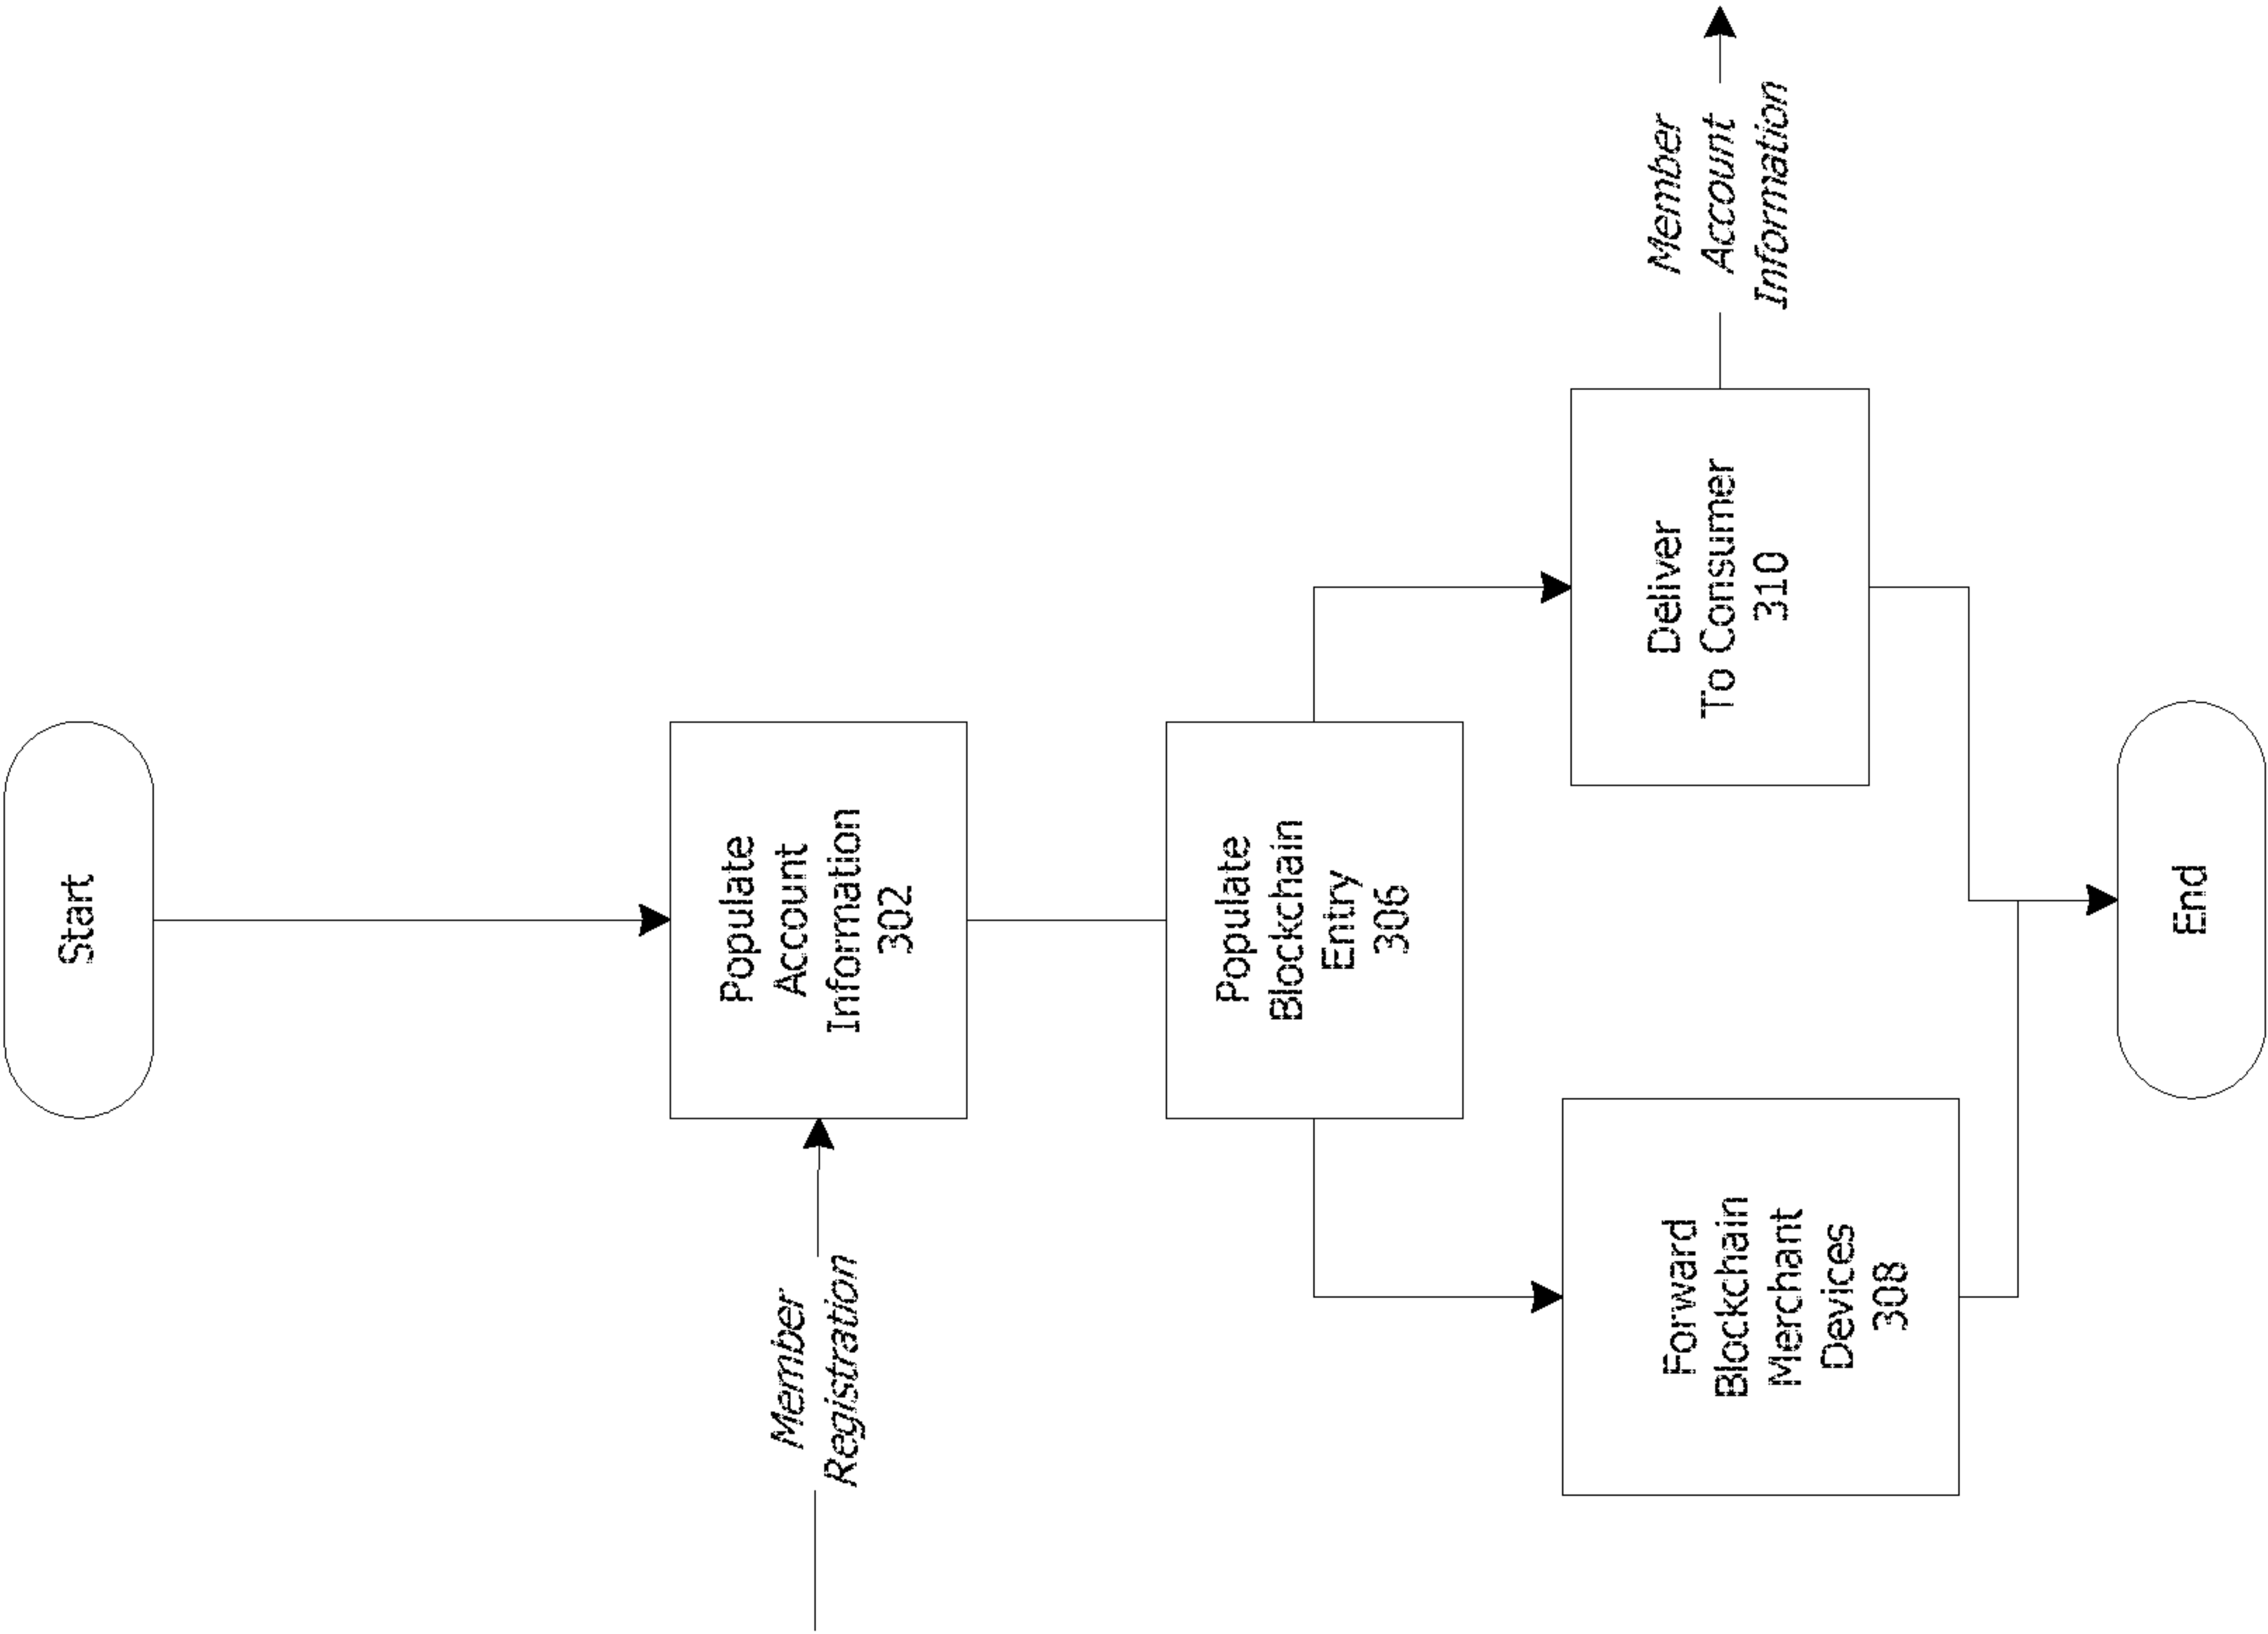 Start
Member
Registration
Populate
Account
Information
302
Populate
Blockchain
Entry
306
Forward
Blockchain
Merchant
Devices
308
Deliver
To Consumer
310
Member
Account
Information
End